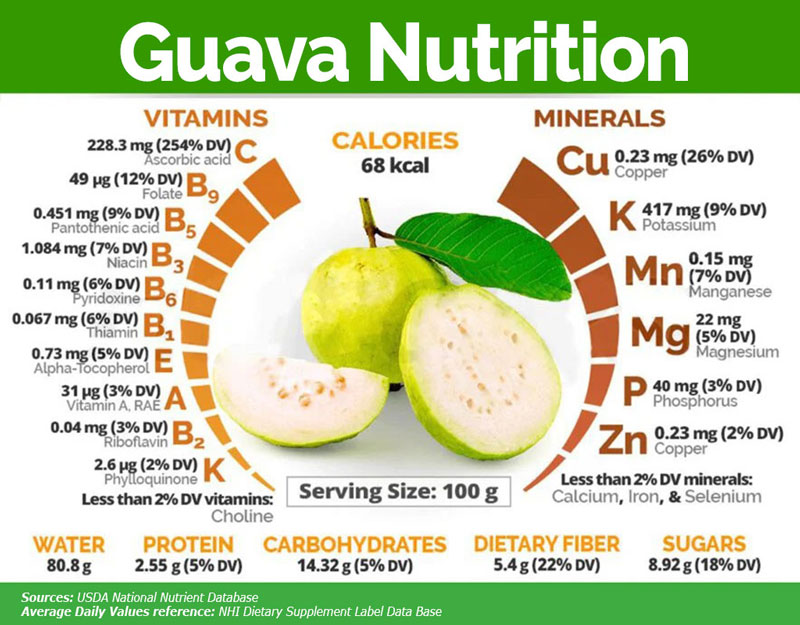 Guava Nutrition
VITAMINS
228.3 mg (254% DV)
Ascorbic acid
C
49 µg (12% DV)
Folate
B9
0.451 mg (9% DV)
Pantothenic acid
B5
1.084 mg (7% DV)
Niacin
B3
0.11 mg (6% DV)
Pyridoxine
B6
0.067 mg (6% DV)
Thiamin
B1
0.73 mg (5% DV)
Alpha-Tocopherol
E
31 µg (3% DV)
Vitamin A, RAE
A
0.04 mg (3% DV)
Riboflavin
B2
2.6 µg (2% DV)
Phylloquinone
K
Less than 2% DV vitamins:
Choline
CALORIES
68 kcal
Serving Size: 100 g
MINERALS
Cu
0.23 mg (26% DV)
Copper
K
417 mg (9% DV)
Potassium
Mn
0.15 mg
(7% DV)
Manganese
Mg
22 mg
(5% DV)
Magnesium
P
40 mg (3% DV)
Phosphorus
Zn
0.23 mg (2% DV)
Copper
Less than 2% DV minerals:
Calcium, Iron, & Selenium
WATER
80.8 g
PROTEIN
2.55 g (5% DV)
CARBOHYDRATES
14.32 g (5% DV)
DIETARY FIBER
5.4 g (22% DV)
SUGARS
8.92 g (18% DV)
Sources: USDA National Nutrient Database
Average Daily Values reference: NHI Dietary Supplement Label Data Base